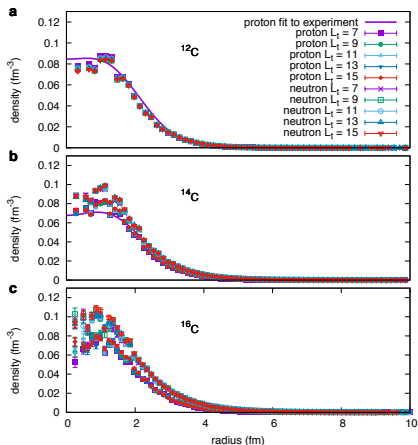 a
proton fit to experiment
proton Lt = 7
proton Lt = 9
proton Lt = 11
proton Lt = 13
proton Lt = 15
neutron Lt = 7
neutron Lt = 9
neutron Lt = 11
neutron Lt = 13
neutron Lt = 15
12C
density (fm-3)
0.12
0.1
0.08
0.06
0.04
0.02
0
b
14C
density (fm-3)
0.12
0.1
0.08
0.06
0.04
0.02
0
c
16C
density (fm-3)
0.12
0.1
0.08
0.06
0.04
0.02
0
0 2 4 6 8 10
radius (fm)